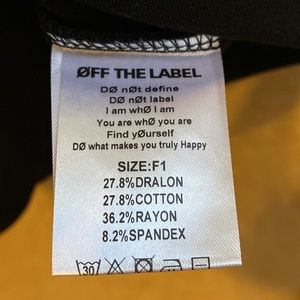 ØFF THE LABEL
DØ nØt define
DØ nØt label
I am whØ I am
You are whØ you are
Find yØurself
DØ what makes you truly Happy
SIZE:F1
27.8%DRALON
27.8%COTTON
36.2%RAYON
8.2%SPANDEX
30